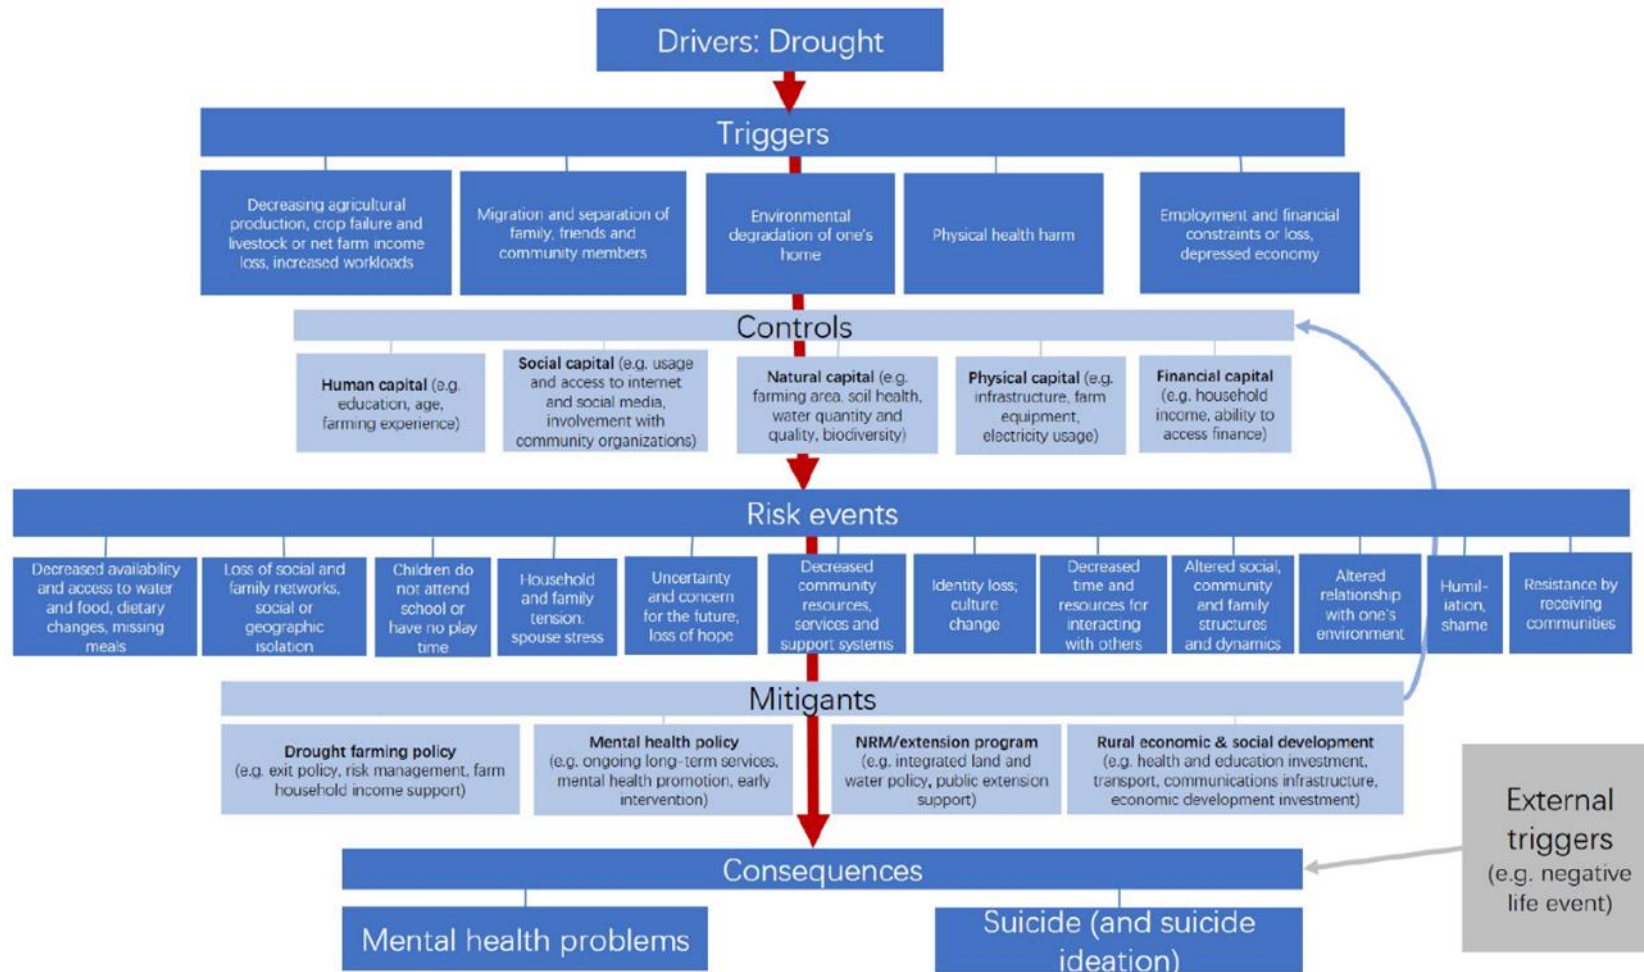 Drivers: Drought
Triggers
Decreasing agricultural
production, crop failure and
livestock or net farm income
loss, increased workloads
Migration and separation of
family, friends and
community members
Environmental
degradation of one's
home
Physical health harm
Employment and financial
constraints or loss,
depressed economy
Controls
Human capital (e.g.
education, age,
farming experience)
Social capital (e.g. usage
and access to internet
and social media,
involvement with
community organizations)
Natural capital (e.g.
farming area, soil health,
water quantity and
quality, biodiversity)
Physical capital (e.g.
infrastructure, farm
equipment,
electricity usage)
Financial capital
(e.g. household
income, ability to
access finance)
Risk events
Decreased availability
and access to water
and food, dietary
changes, missing
meals
Loss of social and
family networks,
social or
geographic
isolation
Children do
not attend
school or
have no play
time
Household
and family
tension:
spouse stress
Uncertainty
and concern
for the future;
loss of hope
Decreased
community
resources,
services and
support systems
Identity loss;
culture
change
Decreased
time and
resources for
interacting
with others
Altered social,
community
and family
structures
and dynamics
Altered
relationship
with one's
environment
Humil-
iation,
shame
Resistance by
receiving
communities
Mitigants
Drought farming policy
(e.g. exit policy, risk management, farm
household income support)
Mental health policy
(e.g. ongoing long-term services,
mental health promotion, early
intervention)
NRM/extension program
(e.g. integrated land and
water policy, public extension
support)
Rural economic & social development
(e.g. health and education investment,
transport, communications infrastructure,
economic development investment)
External
triggers
(e.g. negative
life event)
Consequences
Mental health problems
Suicide (and suicide
ideation)